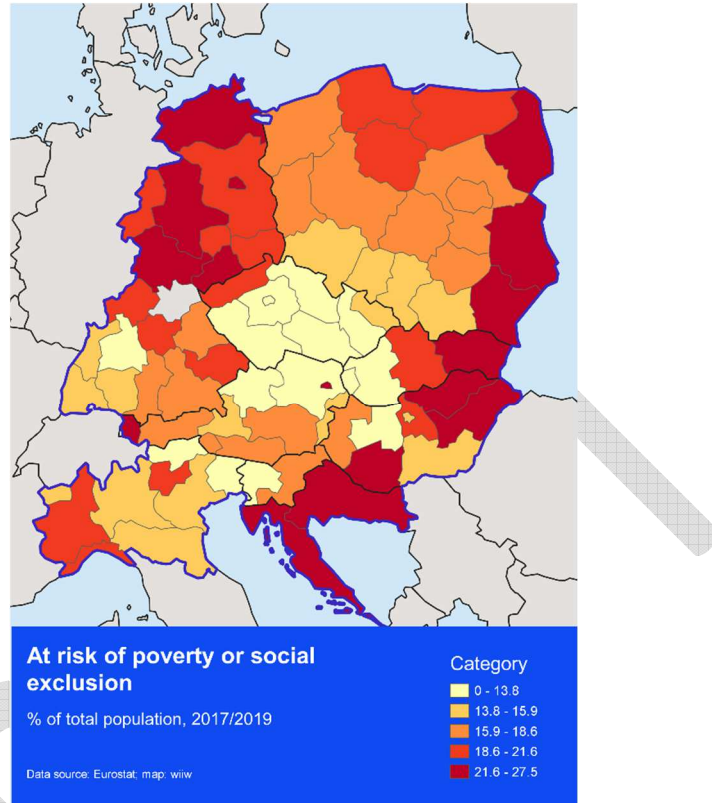 At risk of poverty or social
exclusion
% of total population, 2017/2019
Data source: Eurostat; map: wiiw
Category
0 - 13.8
13.8 - 15.9
15.9 - 18.6
18.6 - 21.6
21.6 - 27.5